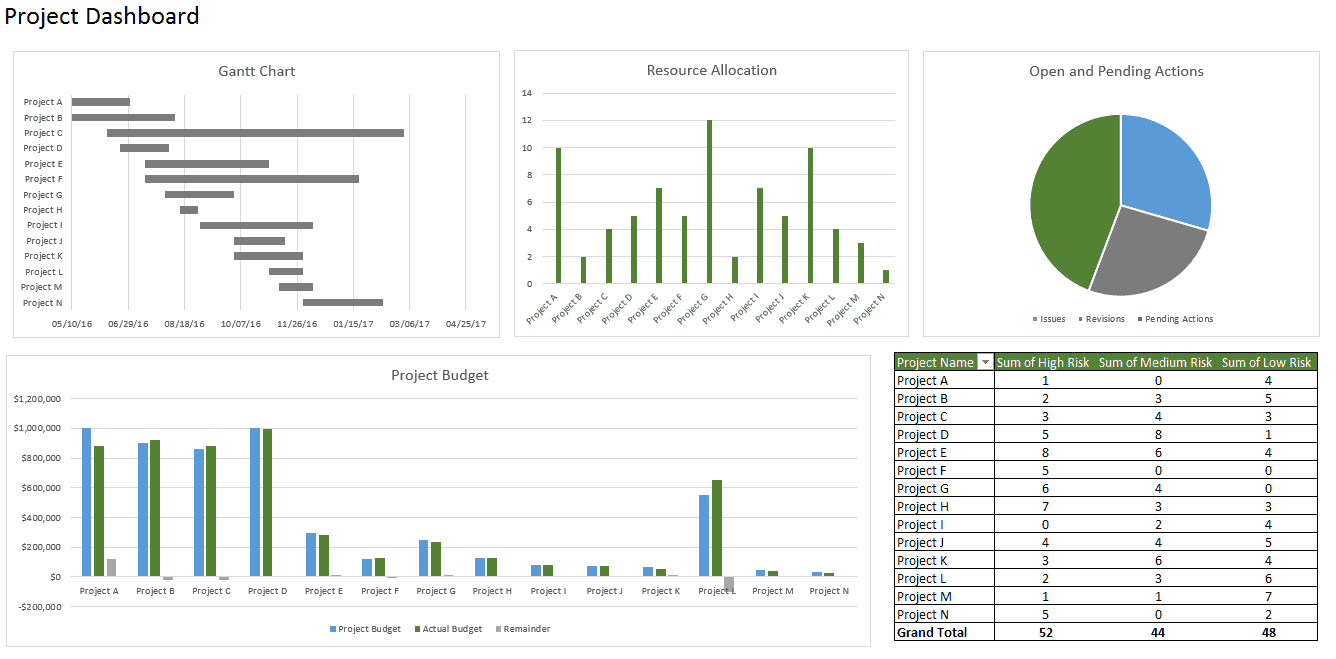 Project Dashboard
Gantt Chart
Project A
Project B
Project C
Project D
Project E
Project F
Project G
Project H
Project I
Project J
Project K
Project L
Project M
Project N
05/10/16 06/29/16 08/18/16 10/07/16 11/26/16 01/15/17 03/06/17 04/25/17
Resource Allocation
14
12
10
8
6
4
2
0
Project A Project B Project C Project D Project E Project F Project G Project H Project I Project J Project K Project L Project M Project N
Open and Pending Actions
Issues Revisions Pending Actions
Project Budget
$1,200,000
$1,000,000
$800,000
$600,000
$400,000
$200,000
$0
-$200,000
Project A Project B Project C Project D Project E Project F Project G Project H Project I Project J Project K Project L Project M Project N
Project Budget Actual Budget Remainder
Project Name Sum of High Risk Sum of Medium Risk Sum of Low Risk
Project A 1 0 4
Project B 2 3 5
Project C 3 4 3
Project D 5 8 1
Project E 8 6 4
Project F 5 0 0
Project G 6 4 0
Project H 7 3 3
Project I 0 2 4
Project J 4 4 5
Project K 3 6 4
Project L 2 3 6
Project M 1 1 7
Project N 5 0 2
Grand Total 52 44 48